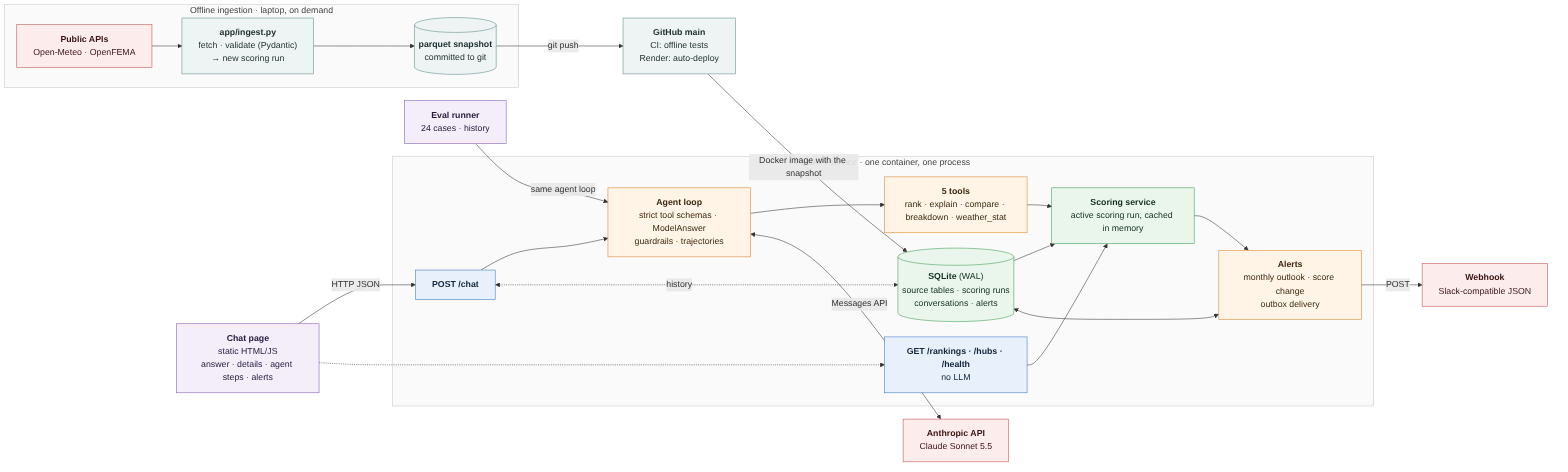 Offline ingestion · laptop, on demand
Public APIs
Open-Meteo · OpenFEMA
app/ingest.py
fetch · validate (Pydantic)
→ new scoring run
parquet snapshot
committed to git
git push
GitHub main
CI: offline tests
Render: auto-deploy
Eval runner
24 cases · history
same agent loop
Docker image with the
snapshot
· one container, one process
Agent loop
strict tool schemas ·
ModelAnswer
guardrails · trajectories
5 tools
rank · explain · compare ·
breakdown · weather_stat
Scoring service
active scoring run, cached
in memory
HTTP JSON
POST /chat
history
SQLite (WAL)
source tables · scoring runs
conversations · alerts
Alerts
monthly outlook · score
change
outbox delivery
POST
Webhook
Slack-compatible JSON
Messages API
Chat page
static HTML/JS
answer · details · agent
steps · alerts
GET /rankings · /hubs ·
/health
no LLM
Anthropic API
Claude Sonnet 5.5